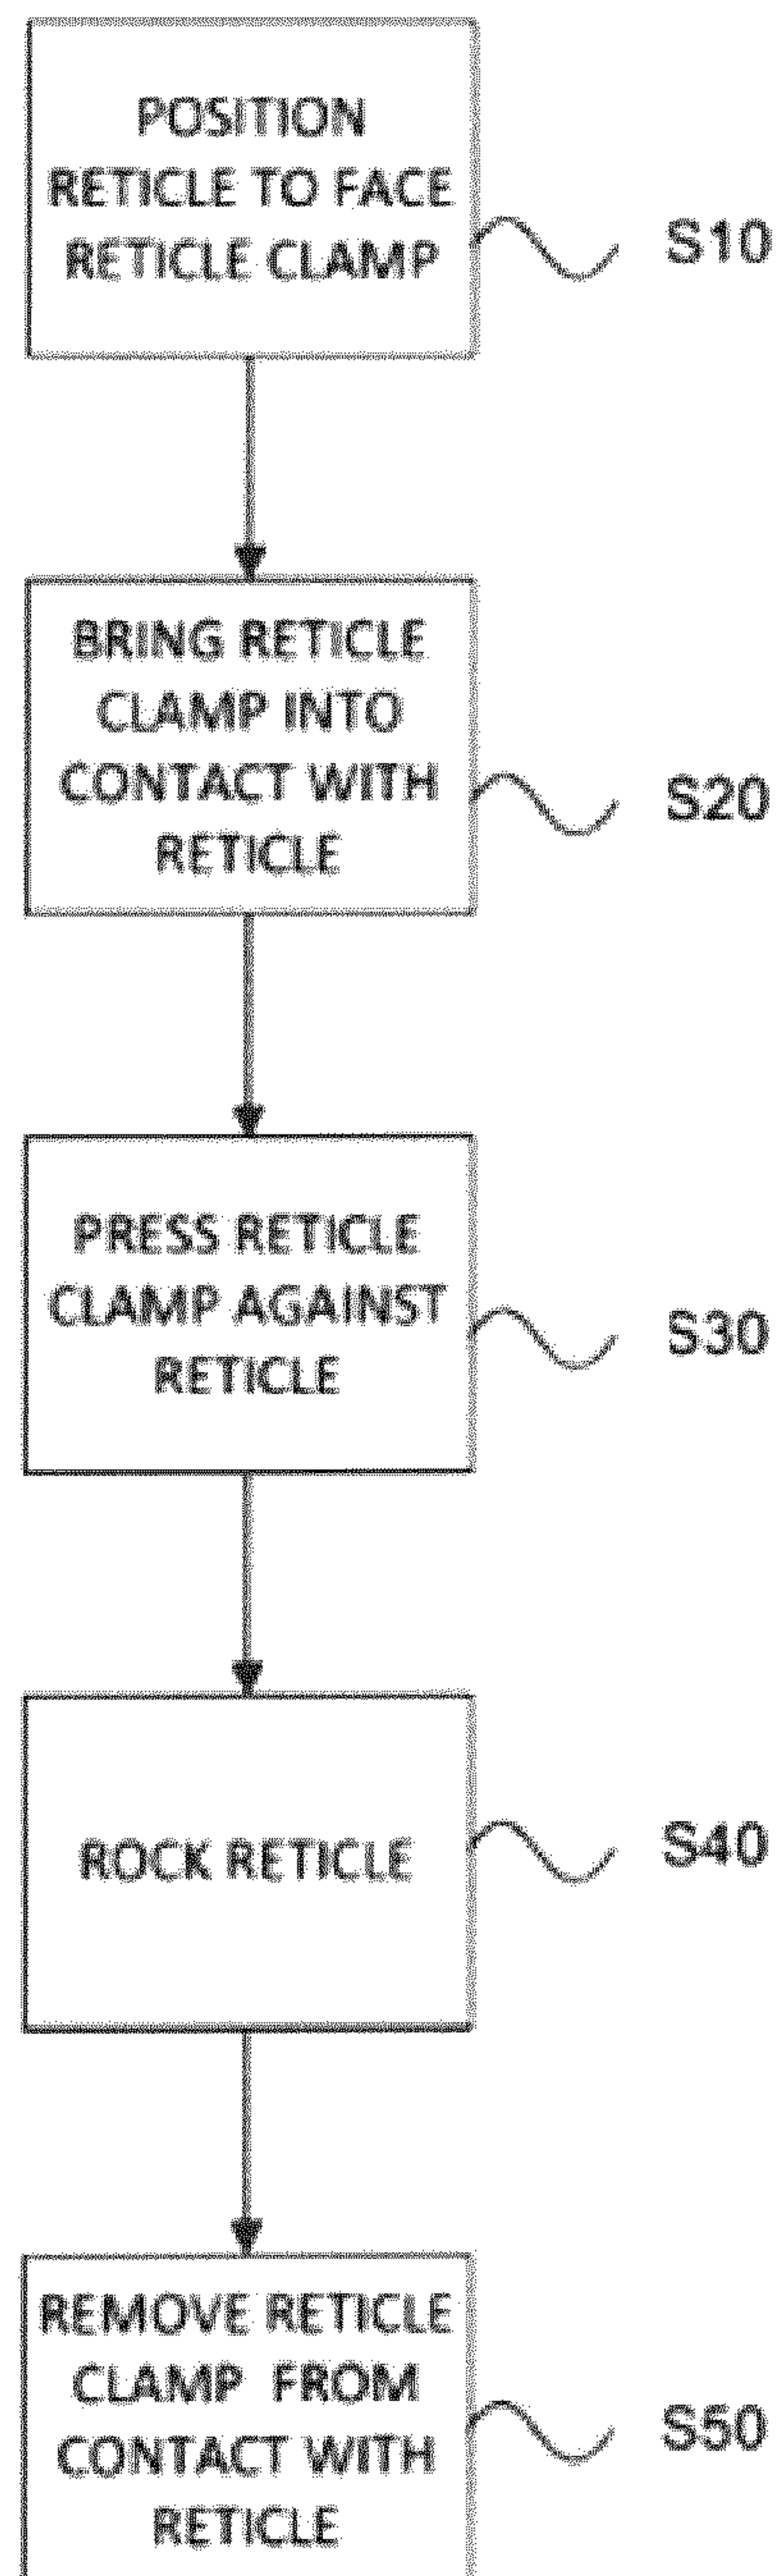 POSITION
RETICLE TO FACE
RETICLE CLAMP
S10
BRING RETICLE
CLAMP INTO
CONTACT WITH
RETICLE
S20
PRESS RETICLE
CLAMP AGAINST
RETICLE
S30
ROCK RETICLE
S40
REMOVE RETICLE
CLAMP FROM
CONTACT WITH
RETICLE
S50